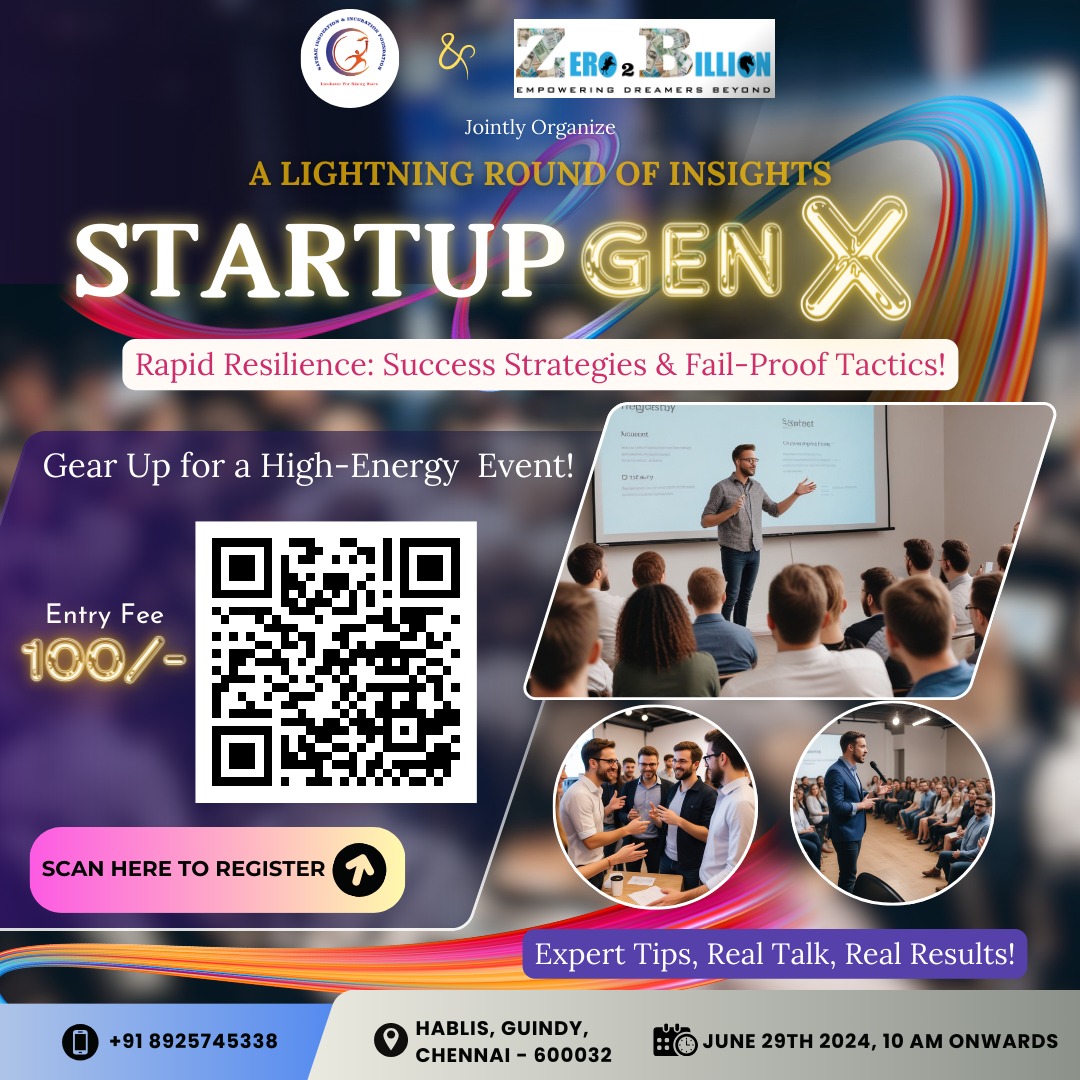 &
ZERO 2 BILLION
EMPOWERING DREAMERS BEYOND
Jointly Organize
A LIGHTNING ROUND OF INSIGHTS
STARTUP GEN X
Rapid Resilience: Success Strategies & Fail-Proof Tactics!
Gear Up for a High-Energy Event!
Entry Fee
100/-
SCAN HERE TO REGISTER
Expert Tips, Real Talk, Real Results!
+91 8925745338
HABLIS, GUINDY,
CHENNAI - 600032
JUNE 29TH 2024, 10 AM ONWARDS